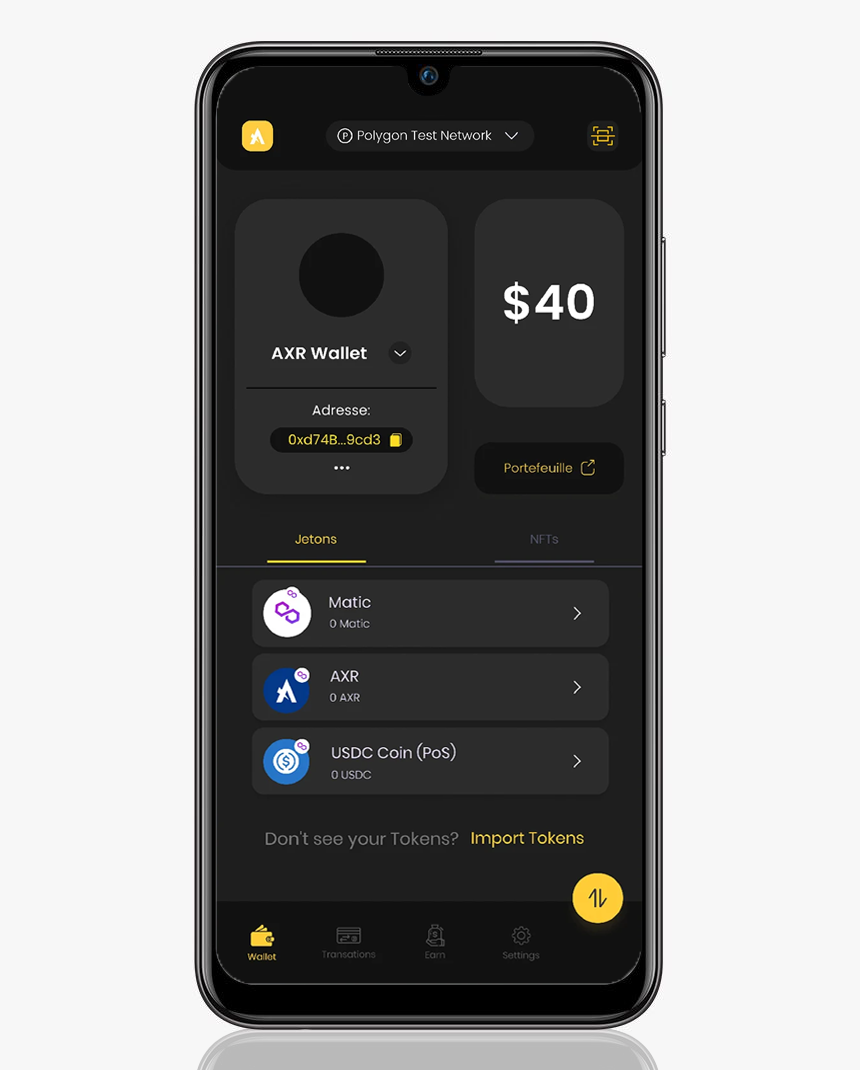 Polygon Test Network
$40
AXR Wallet
Adresse:
0xd74B...9cd3
Portefeuille
Jetons
NFTs
Matic
0 Matic
AXR
0 AXR
USDC Coin (PoS)
0 USDC
Don't see your Tokens? Import Tokens
Wallet
Transations
Earn
Settings